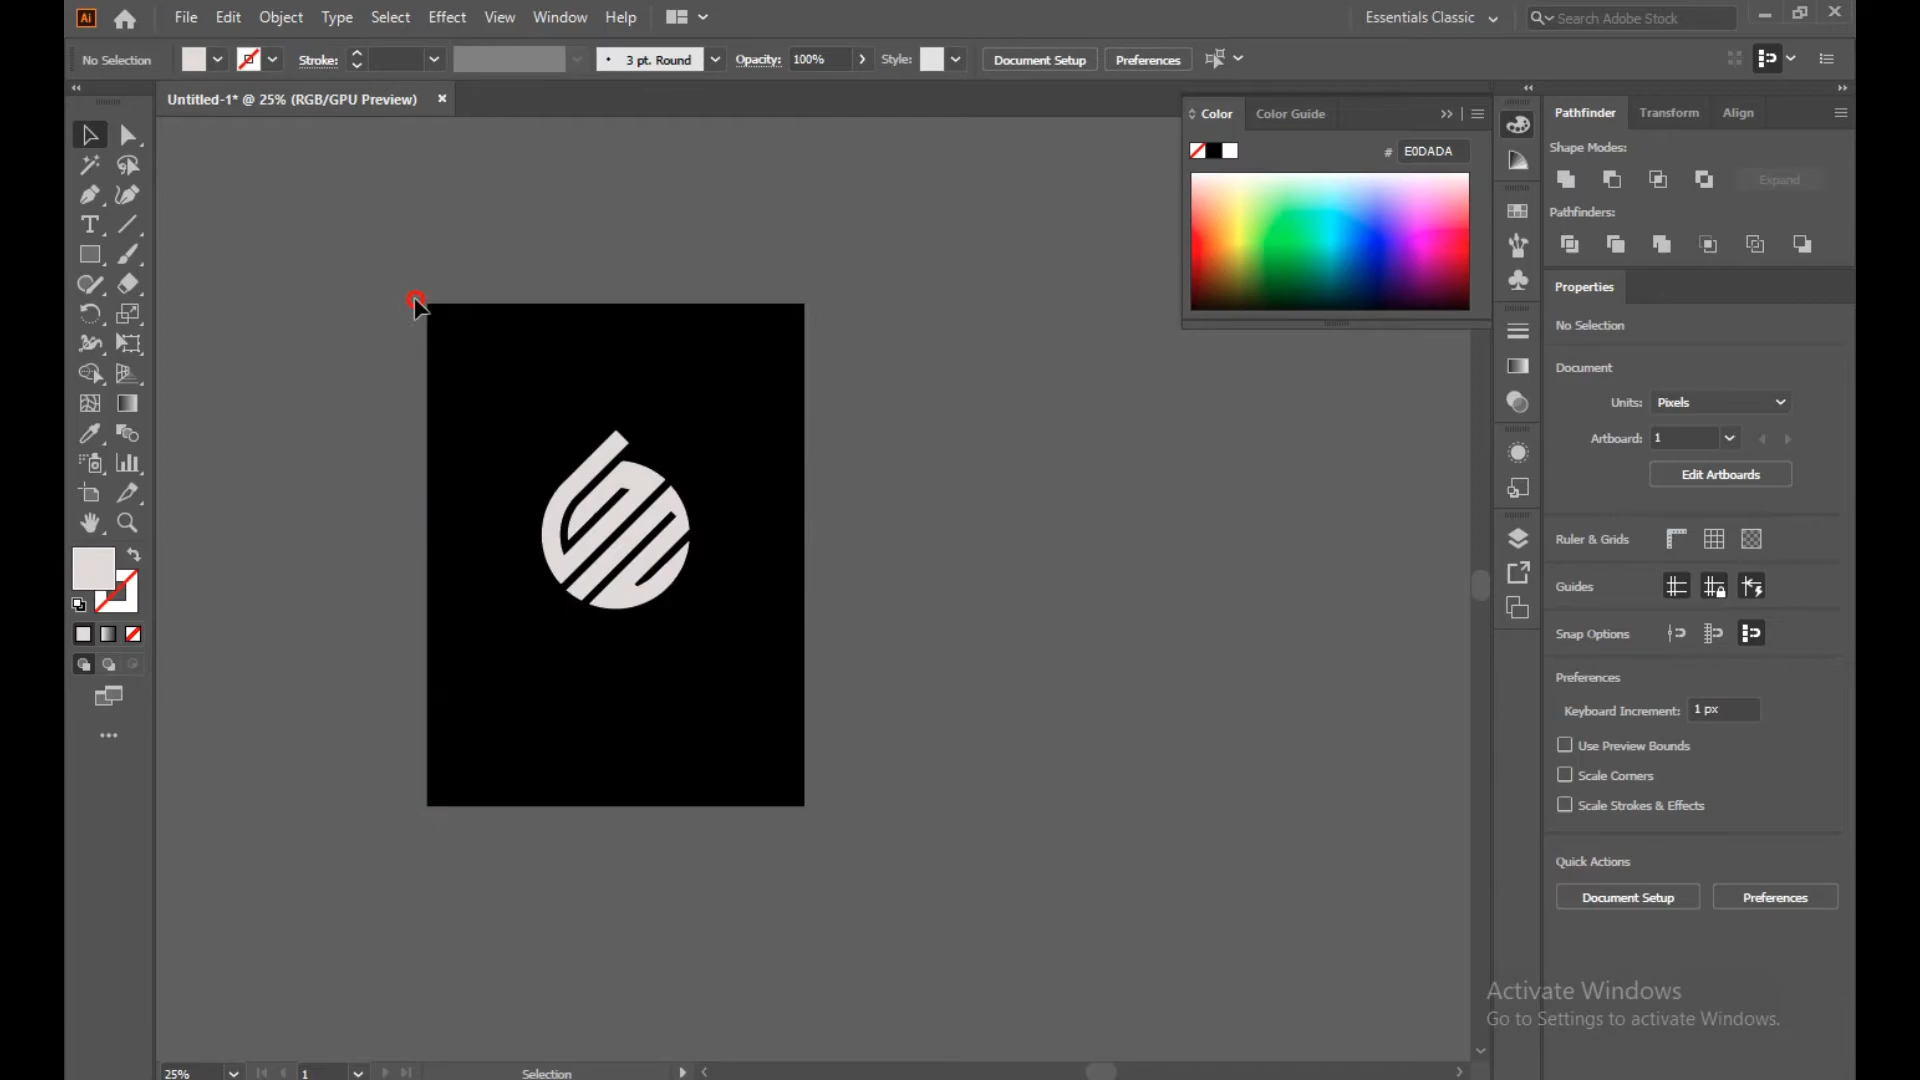 Ai File Edit Object Type Select Effect View Window Help Essentials Classic Search Adobe Stock
No Selection Stroke: 3 pt. Round Opacity: 100% Style: Document Setup Preferences
Untitled-1* @ 25% (RGB/GPU Preview)
Color Color Guide
# E0DADA
Pathfinder Transform Align
Shape Modes:
Expand
Pathfinders:
Properties
No Selection
Document
Units: Pixels
Artboard: 1
Edit Artboards
Ruler & Grids
Guides
Snap Options
Preferences
Keyboard Increment: 1 px
Use Preview Bounds
Scale Corners
Scale Strokes & Effects
Quick Actions
Document Setup Preferences
Activate Windows
Go to Settings to activate Windows.
25% 1 Selection